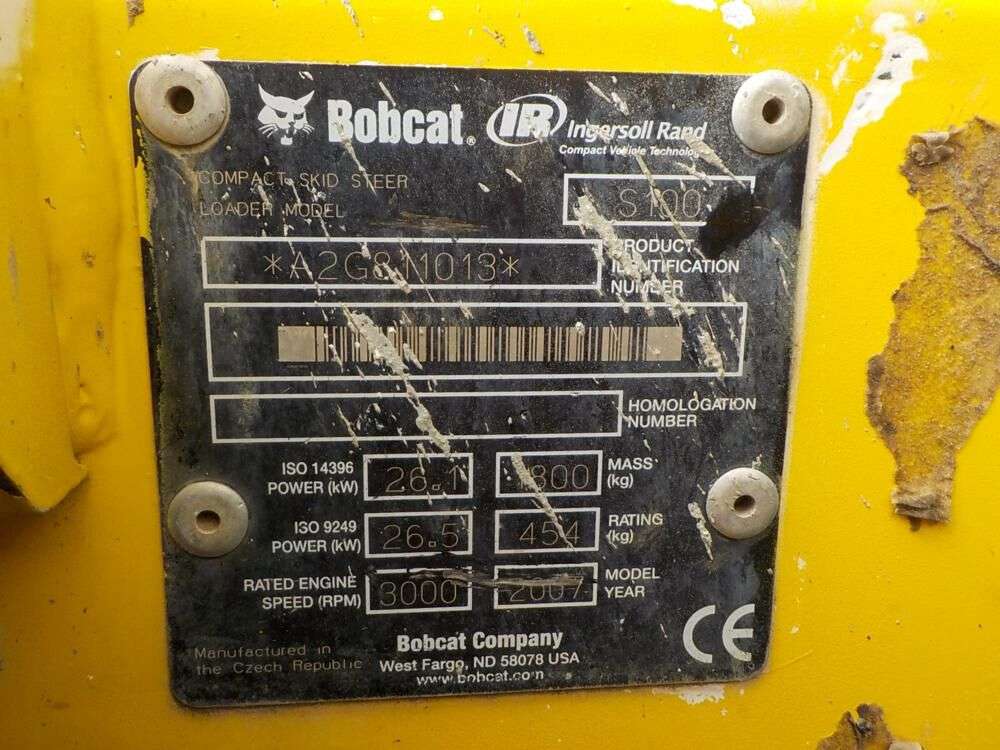 Bobcat® IR Ingersoll Rand
Compact Vehicle Technologies
COMPACT SKID STEER
LOADER MODEL
S100
*A2G811013*
PRODUCT
IDENTIFICATION
NUMBER
HOMOLOGATION
NUMBER
ISO 14396
POWER (kW)
26.1
1800
MASS
(kg)
ISO 9249
POWER (kW)
26.5
454
RATING
(kg)
RATED ENGINE
SPEED (RPM)
3000
2007
MODEL
YEAR
Manufactured in
the Czech Republic
Bobcat Company
West Fargo, ND 58078 USA
www.bobcat.com
CE